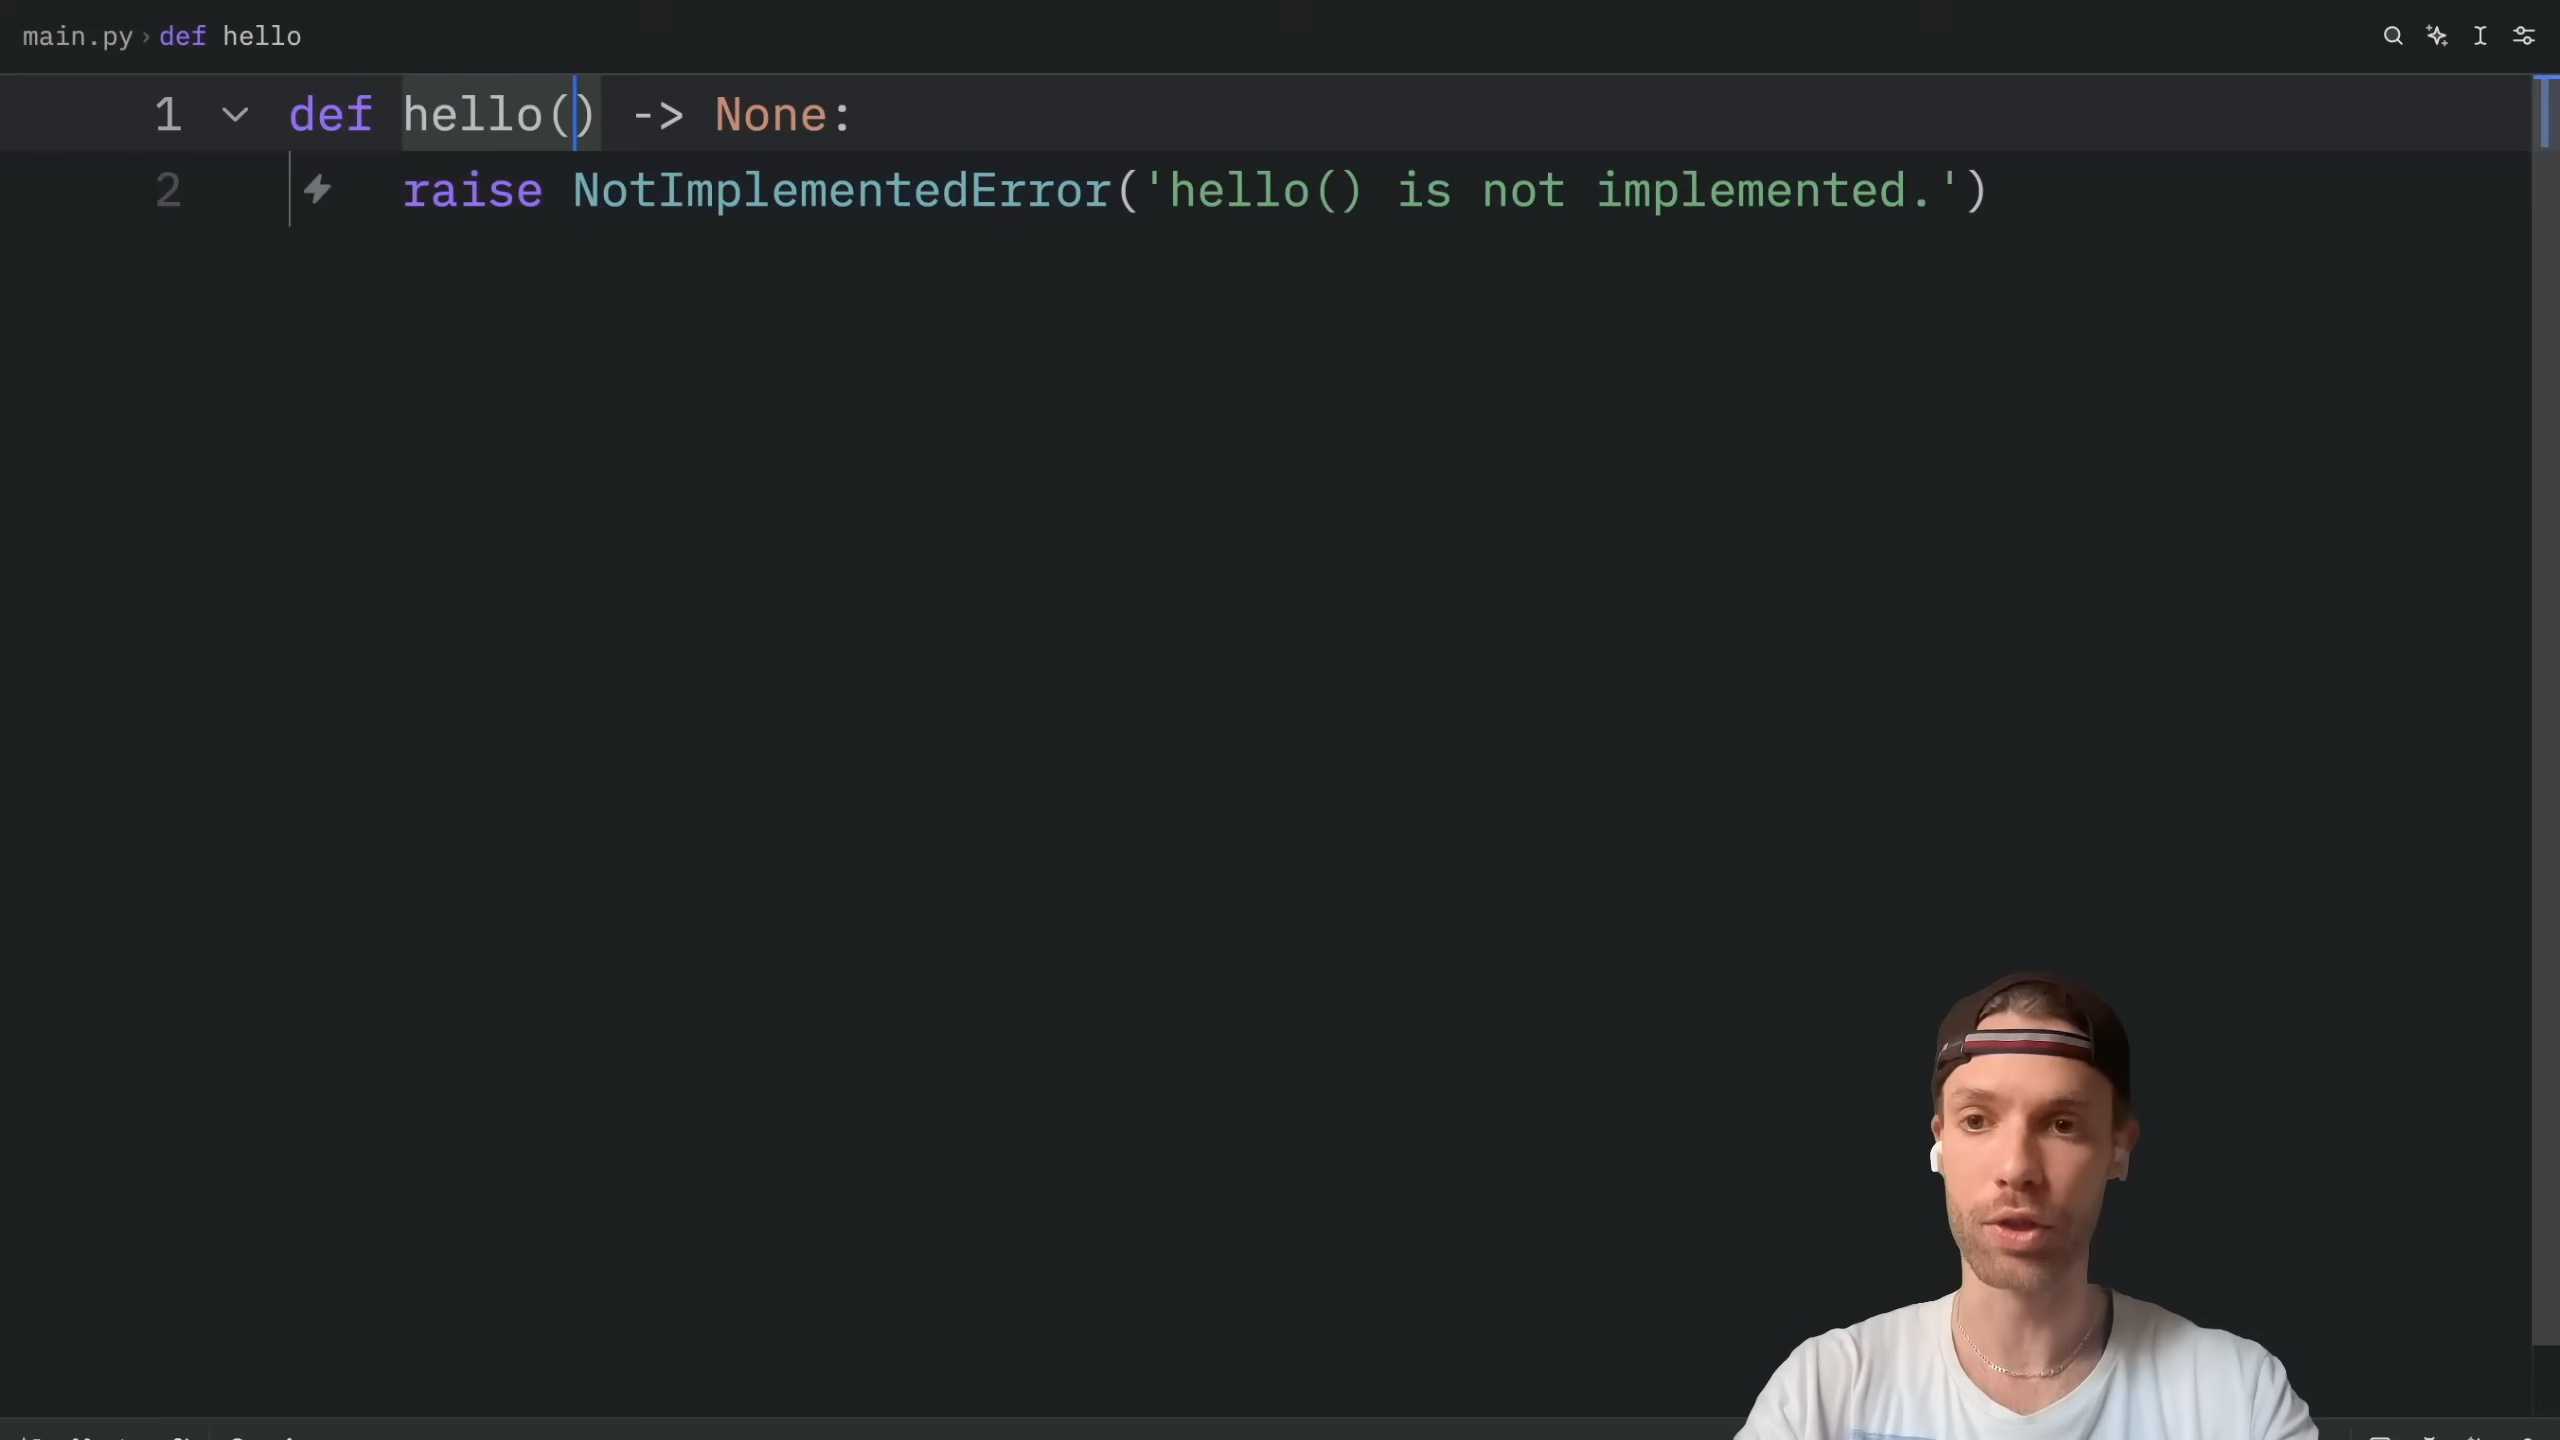 main.py › def hello
1 def hello() -> None:
2 raise NotImplementedError('hello() is not implemented.')